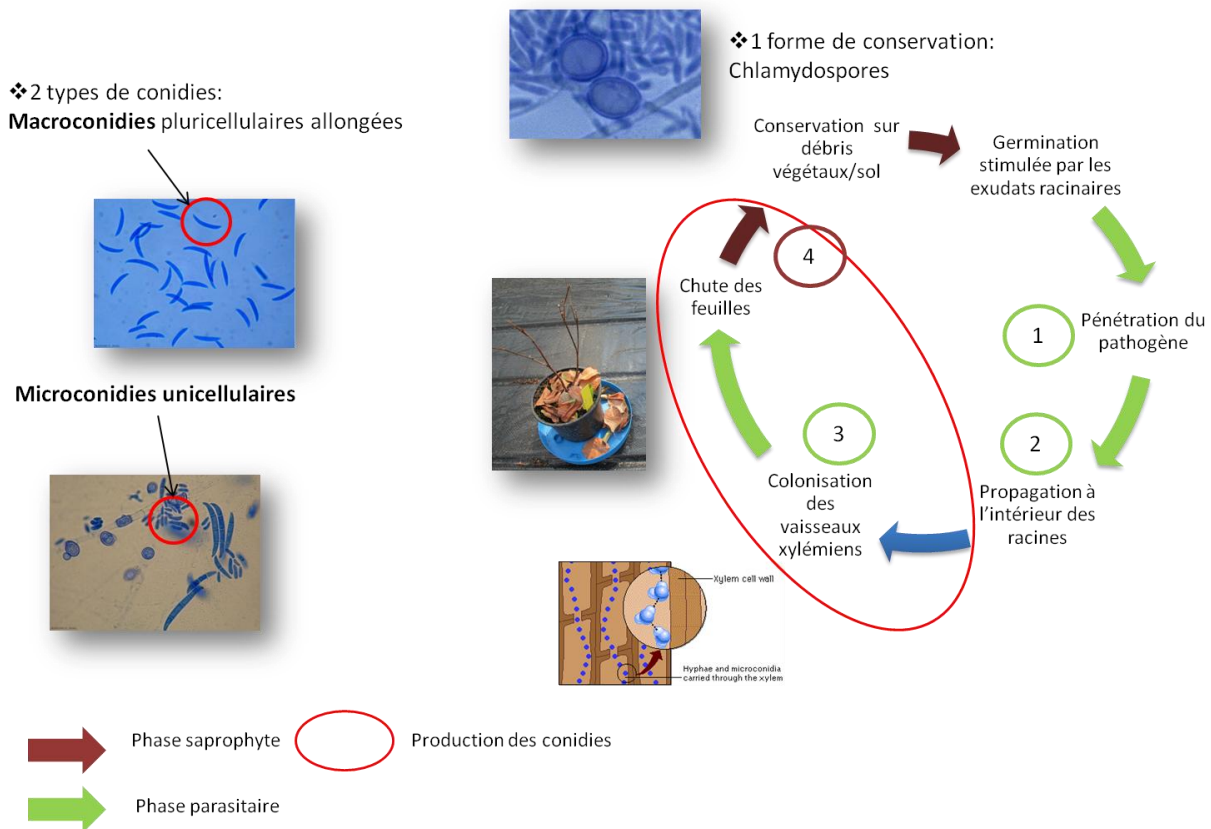 ❖2 types de conidies:
Macroconidies pluricellulaires allongées
Microconidies unicellulaires
❖1 forme de conservation:
Chlamydospores
Conservation sur
débris
végétaux/sol
Germination
stimulée par les
exudats racinaires
1
Pénétration du
pathogène
2
Propagation à
l'intérieur des
racines
3
Colonisation
des
vaisseaux
xylémiens
4
Chute des
feuilles
Xylem cell wall
Hyphae and microconidia
carried through the xylem
Phase saprophyte
Production des conidies
Phase parasitaire